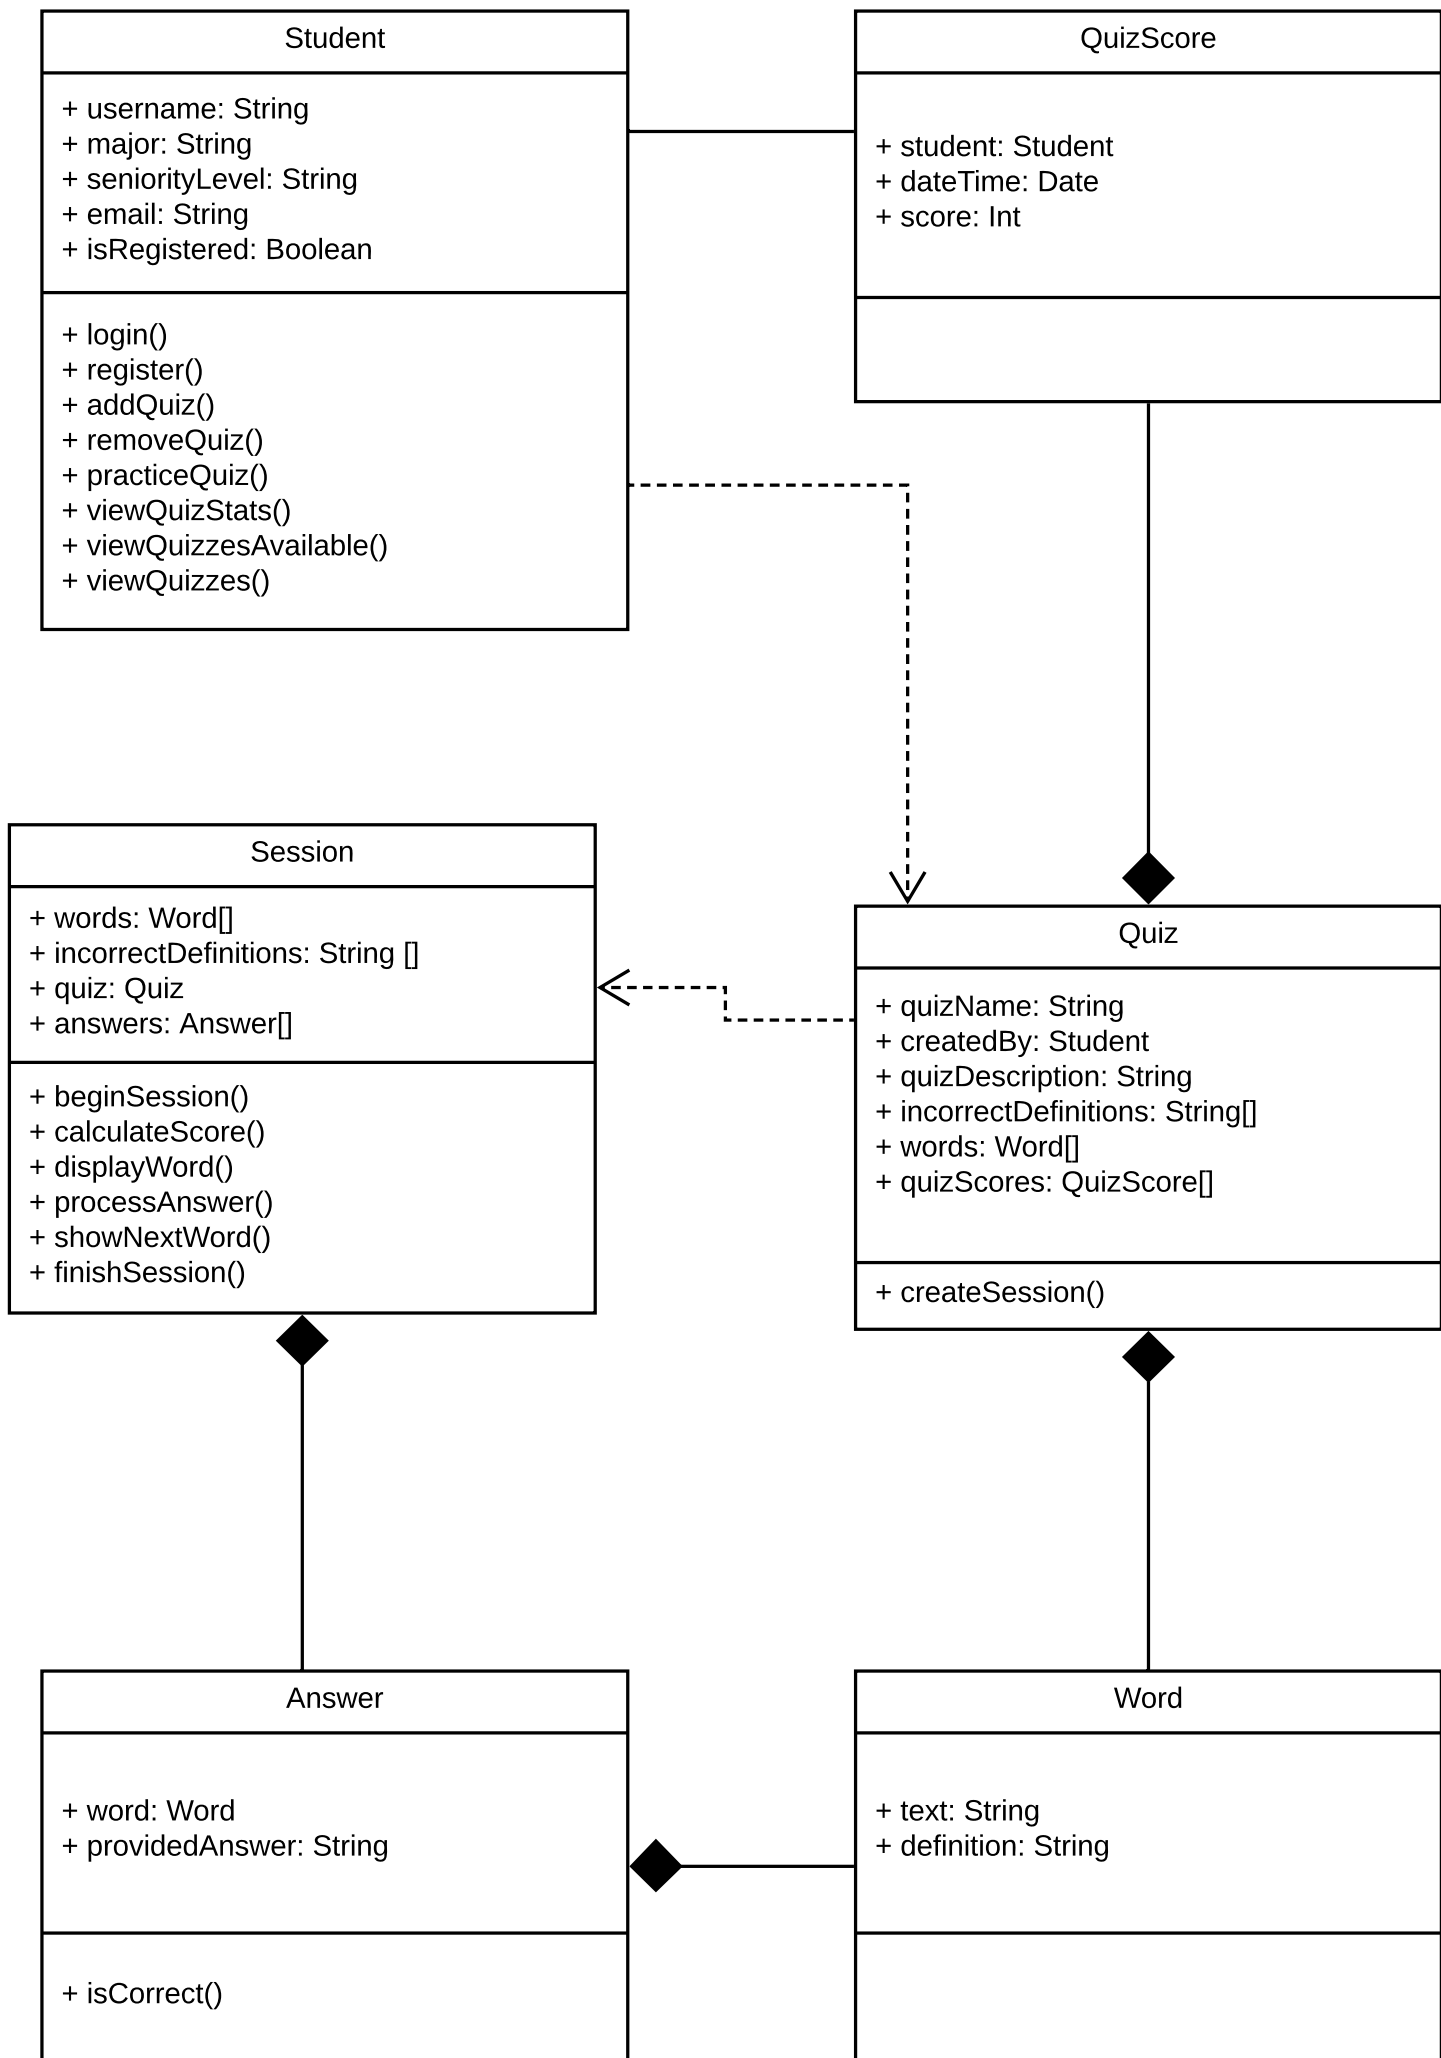 Student
+ username: String
+ major: String
+ seniorityLevel: String
+ email: String
+ isRegistered: Boolean
+ login()
+ register()
+ addQuiz()
+ removeQuiz()
+ practiceQuiz()
+ viewQuizStats()
+ viewQuizzesAvailable()
+ viewQuizzes()
QuizScore
+ student: Student
+ dateTime: Date
+ score: Int
Session
+ words: Word[]
+ incorrectDefinitions: String []
+ quiz: Quiz
+ answers: Answer[]
+ beginSession()
+ calculateScore()
+ displayWord()
+ processAnswer()
+ showNextWord()
+ finishSession()
Quiz
+ quizName: String
+ createdBy: Student
+ quizDescription: String
+ incorrectDefinitions: String[]
+ words: Word[]
+ quizScores: QuizScore[]
+ createSession()
Answer
+ word: Word
+ providedAnswer: String
+ isCorrect()
Word
+ text: String
+ definition: String